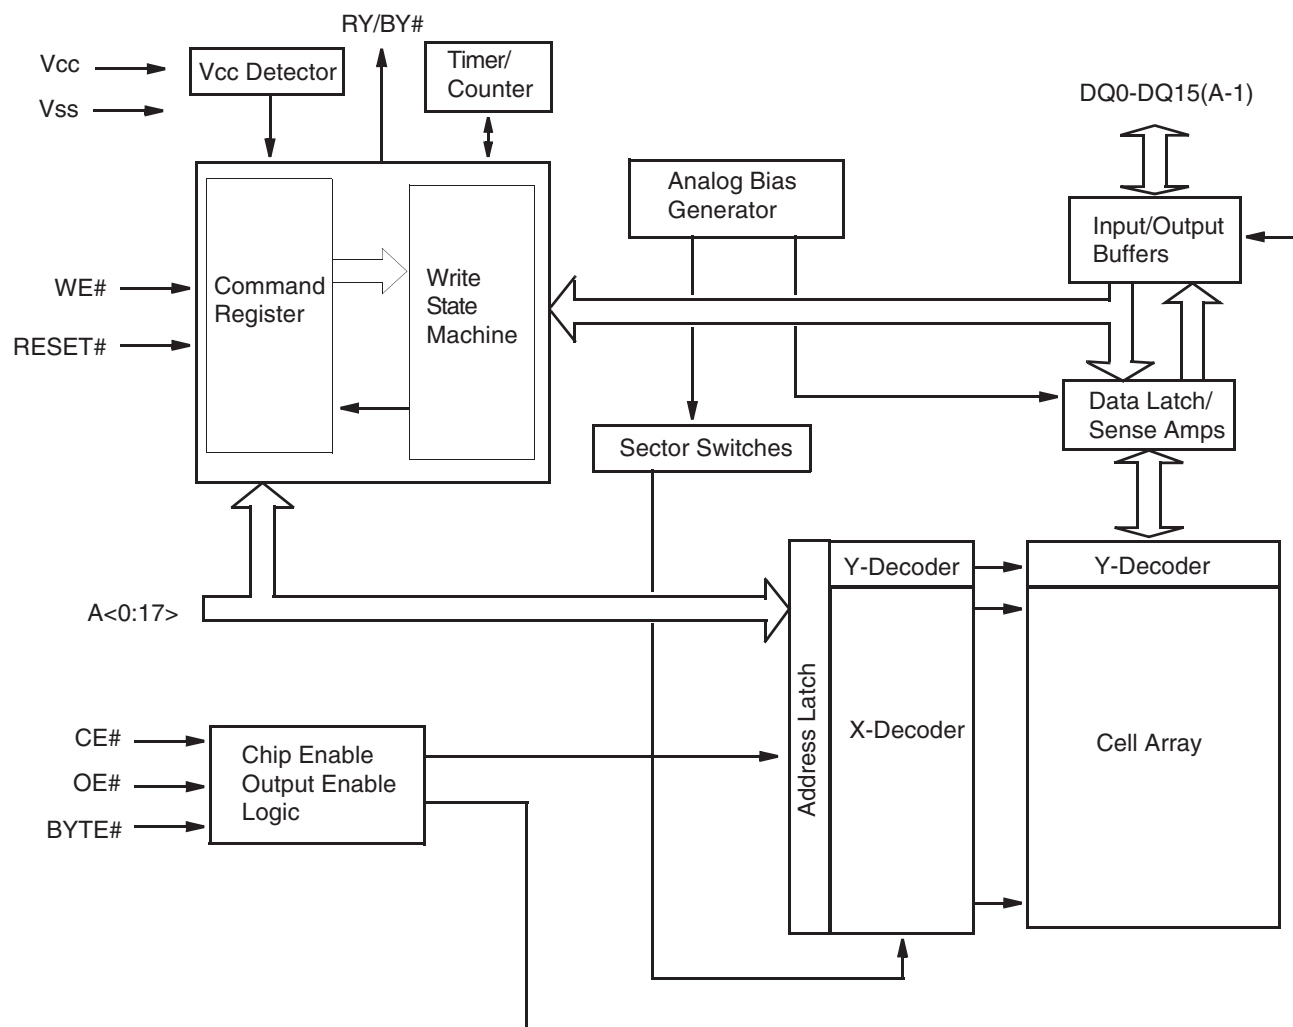 RY/BY#
Vcc
Vcc Detector
Timer/
Counter
Vss
DQ0-DQ15(A-1)
Analog Bias
Generator
Input/Output
Buffers
WE#
RESET#
Command
Register
Write
State
Machine
Data Latch/
Sense Amps
Sector Switches
A<0:17>
Address Latch
Y-Decoder
Y-Decoder
X-Decoder
Cell Array
CE#
OE#
BYTE#
Chip Enable
Output Enable
Logic